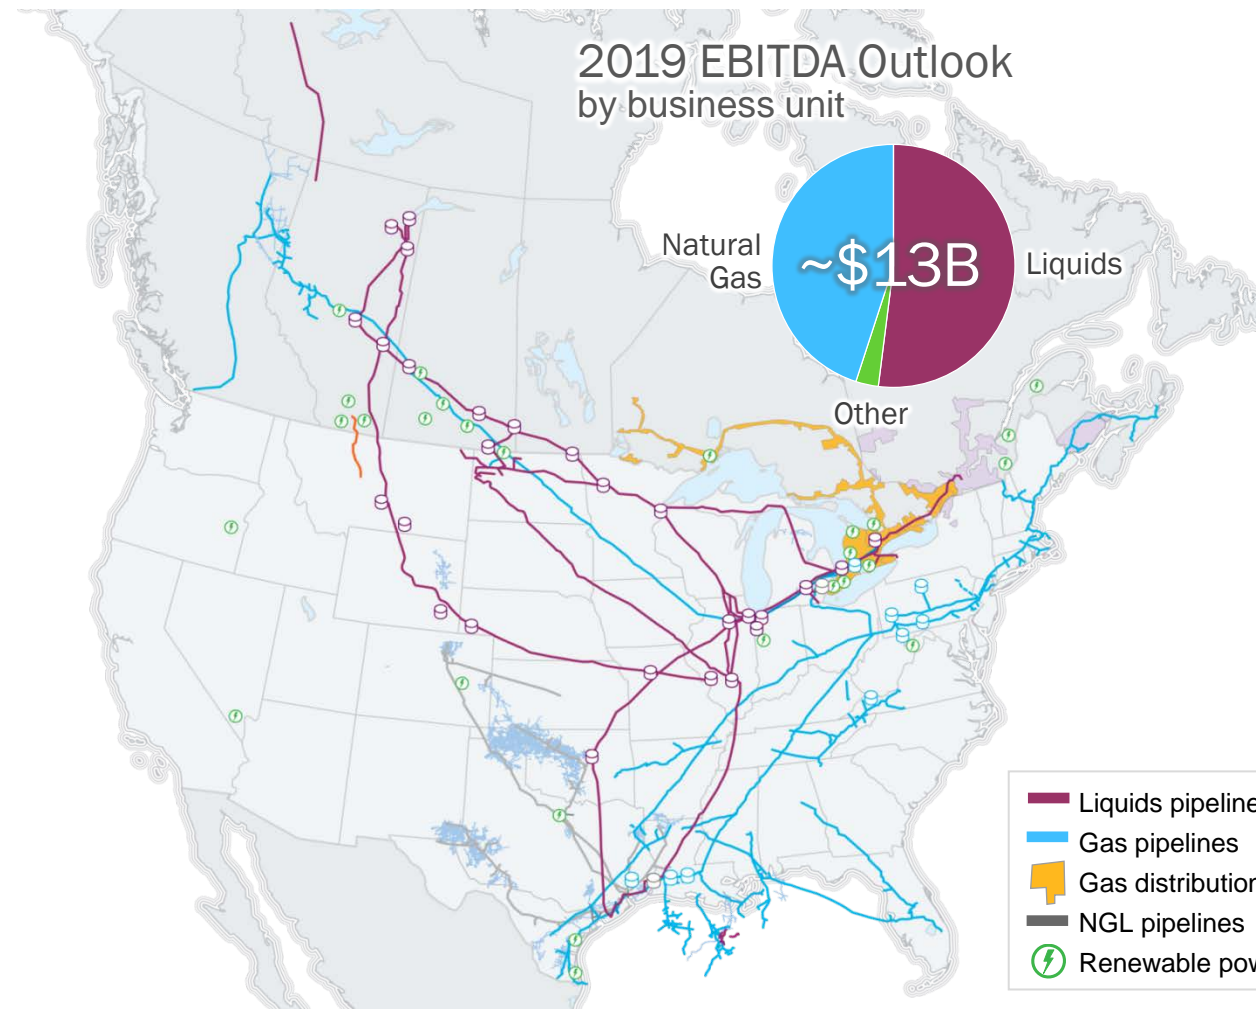 2019 EBITDA Outlook
by business unit
Natural
Gas
~$13B
Liquids
Other
Liquids pipeline
Gas pipelines
Gas distribution
NGL pipelines
Renewable pow